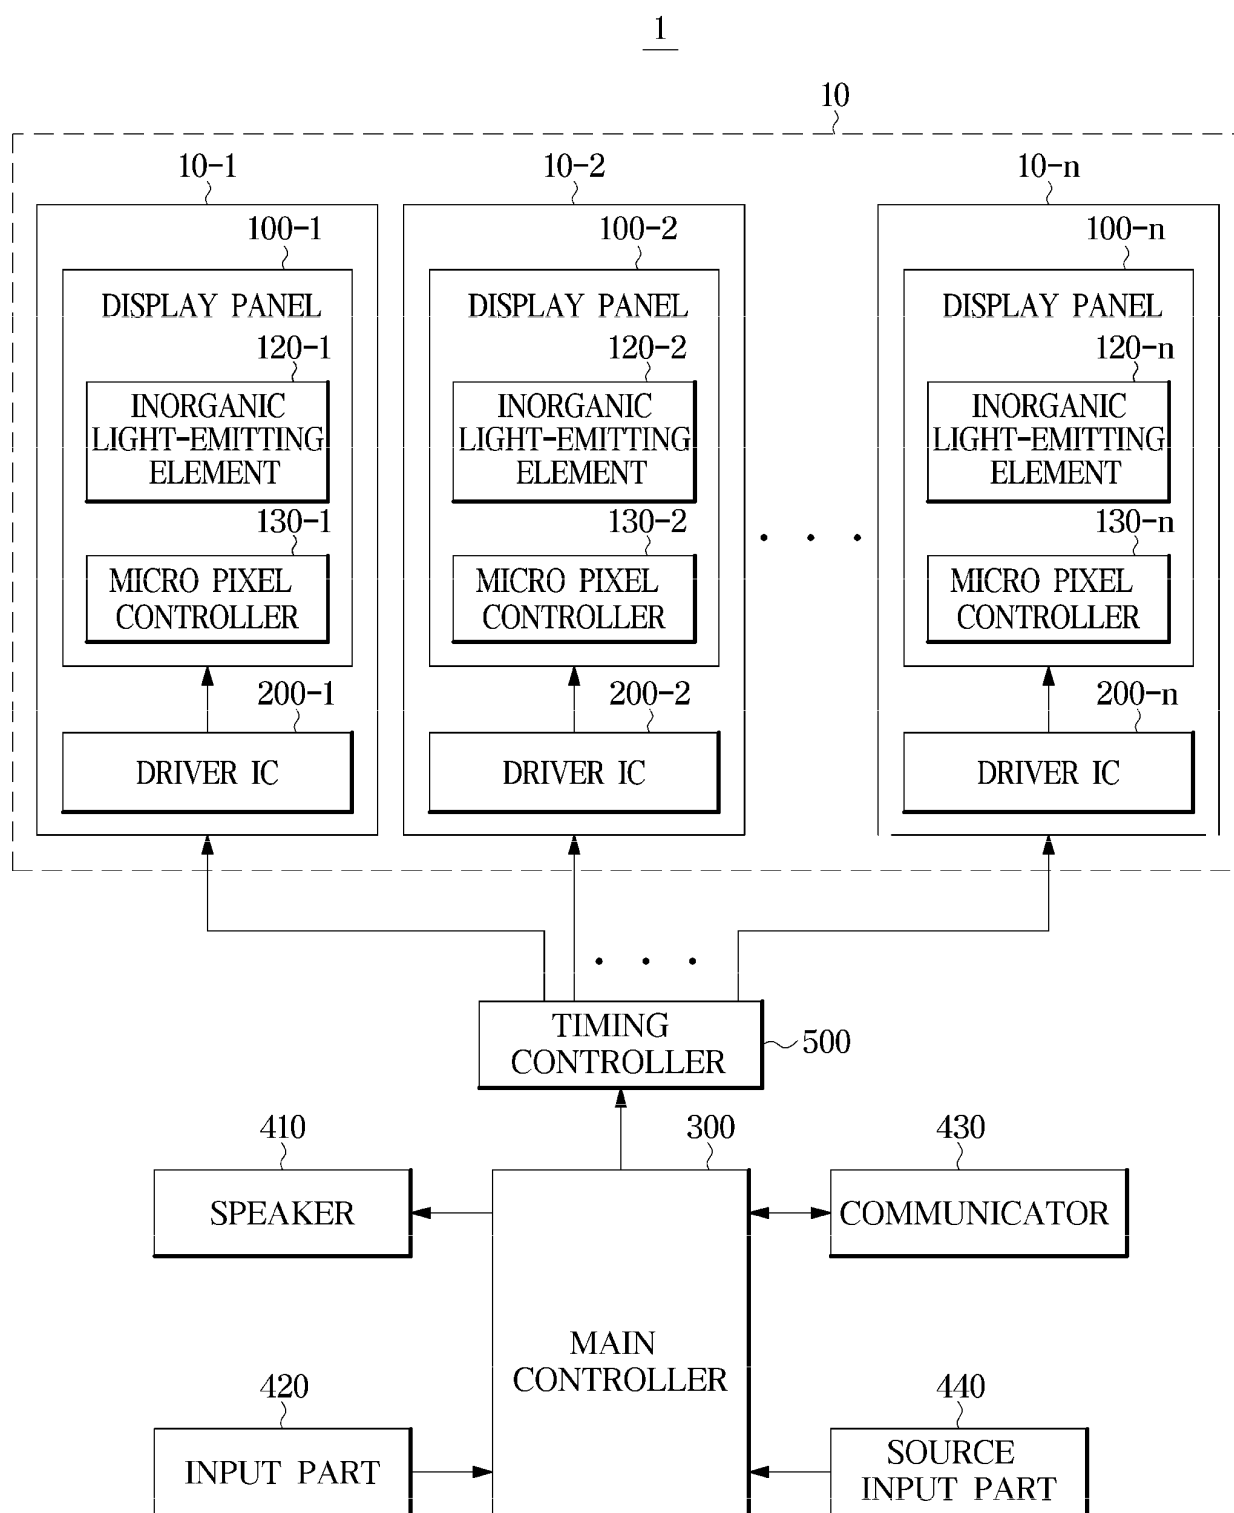 1
10
10-1 10-2 10-n
100-1 100-2 100-n
DISPLAY PANEL DISPLAY PANEL DISPLAY PANEL
120-1 120-2 120-n
INORGANIC INORGANIC INORGANIC
LIGHT-EMITTING LIGHT-EMITTING LIGHT-EMITTING
ELEMENT ELEMENT ELEMENT
130-1 130-2 130-n
MICRO PIXEL MICRO PIXEL MICRO PIXEL
CONTROLLER CONTROLLER CONTROLLER
200-1 200-2 200-n
DRIVER IC DRIVER IC DRIVER IC
TIMING
CONTROLLER
500
410 300 430
SPEAKER COMMUNICATOR
MAIN
CONTROLLER
420 440
INPUT PART
SOURCE
INPUT PART